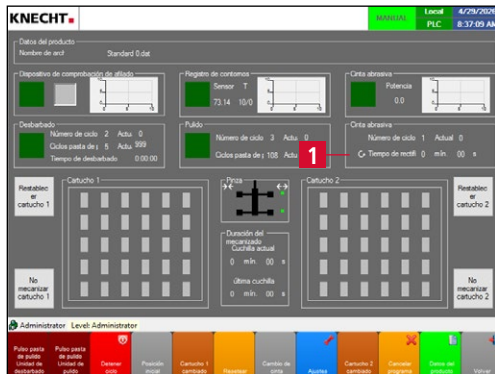 KNECHT
MANUAL
Local 4/29/2026
PLC 8:37:09 AM
Datos del producto
Nombre de arcl Standard 0.dat
Dispositivo de comprobación de afilado
Registro de contornos
Sensor T
73.14 10/0
Cinta abrasiva
Potencia
0.0
Desbarbado
Número de ciclo 2 Actu. 0
Ciclos pasta de p 5 Actu. 999
Tiempo de desbarbado 0:00:00
Pulido
Número de ciclo 3 Actu. 0
Ciclos pasta de p 108 Actu
1
Cinta abrasiva
Número de ciclo 1 Actual 0
Tiempo de rectifi 0 min. 00 s
Restablec
er
cartucho 1
Cartucho 1
Pinza
Cartucho 2
Restablec
er
cartucho 2
Duración del
mecanizado
Cuchilla actual
0 min. 00 s
última cuchilla
0 min. 00 s
No
mecanizar
cartucho 1
No
mecanizar
cartucho 2
Administrator Level: Administrator
Pulso pasta
de pulido
Unidad de
desbarbado
Pulso pasta
de pulido
Unidad de
pulido
Detener
ciclo
Posición
inicial
Cartucho 1
cambiado
Resetear
Cambio de
cinta
Ajustes
Cartucho 2
cambiado
Cancelar
programa
Datos del
producto
Volver